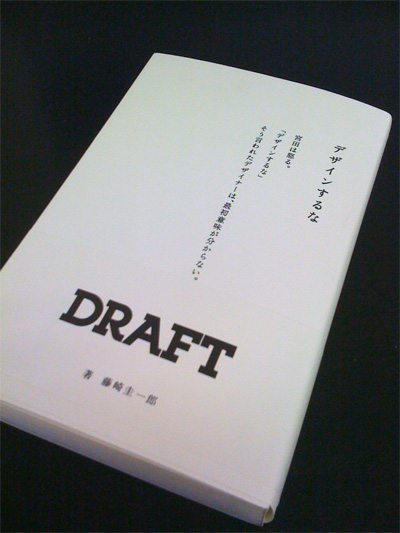 デザインするな
宮田は怒る。
「デザインするな」
そう言われたデザイナーは、最初意味が分からない。
DRAFT
著 藤崎圭一郎